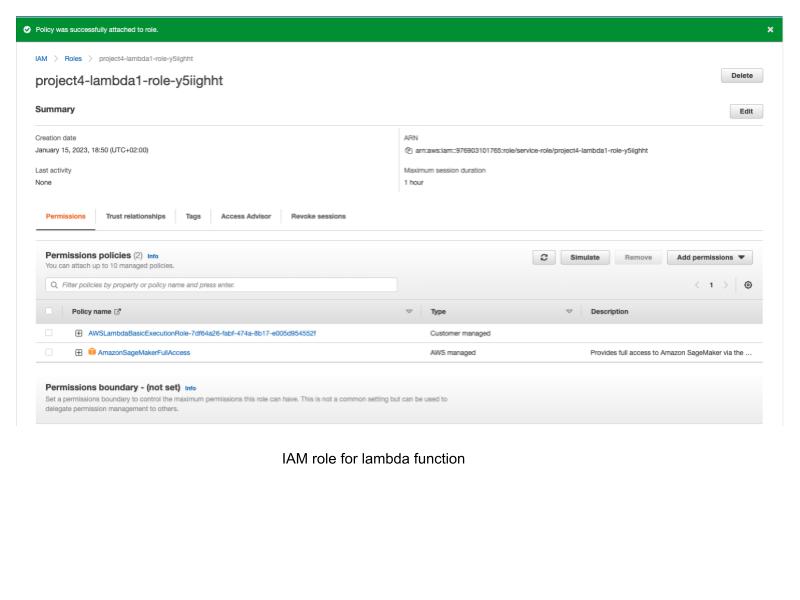 Policy was successfully attached to role.
IAM > Roles > project4-lambda1-role-y5iighht
project4-lambda1-role-y5iighht
Delete
Summary
Edit
Creation date
January 15, 2023, 18:50 (UTC+02:00)
ARN
arn:aws:iam::976903101765:role/service-role/project4-lambda1-role-y5iighht
Last activity
None
Maximum session duration
1 hour
Permissions Trust relationships Tags Access Advisor Revoke sessions
Permissions policies (2) Info
You can attach up to 10 managed policies.
Simulate Remove Add permissions
Filter policies by property or policy name and press enter.
1
Policy name Type Description
AWSLambdaBasicExecutionRole-7df64a26-fabf-474a-8b17-e005d954552f Customer managed
AmazonSageMakerFullAccess AWS managed Provides full access to Amazon SageMaker via the ...
Permissions boundary - (not set) Info
Set a permissions boundary to control the maximum permissions this role can have. This is not a common setting but can be used to
delegate permission management to others.
IAM role for lambda function